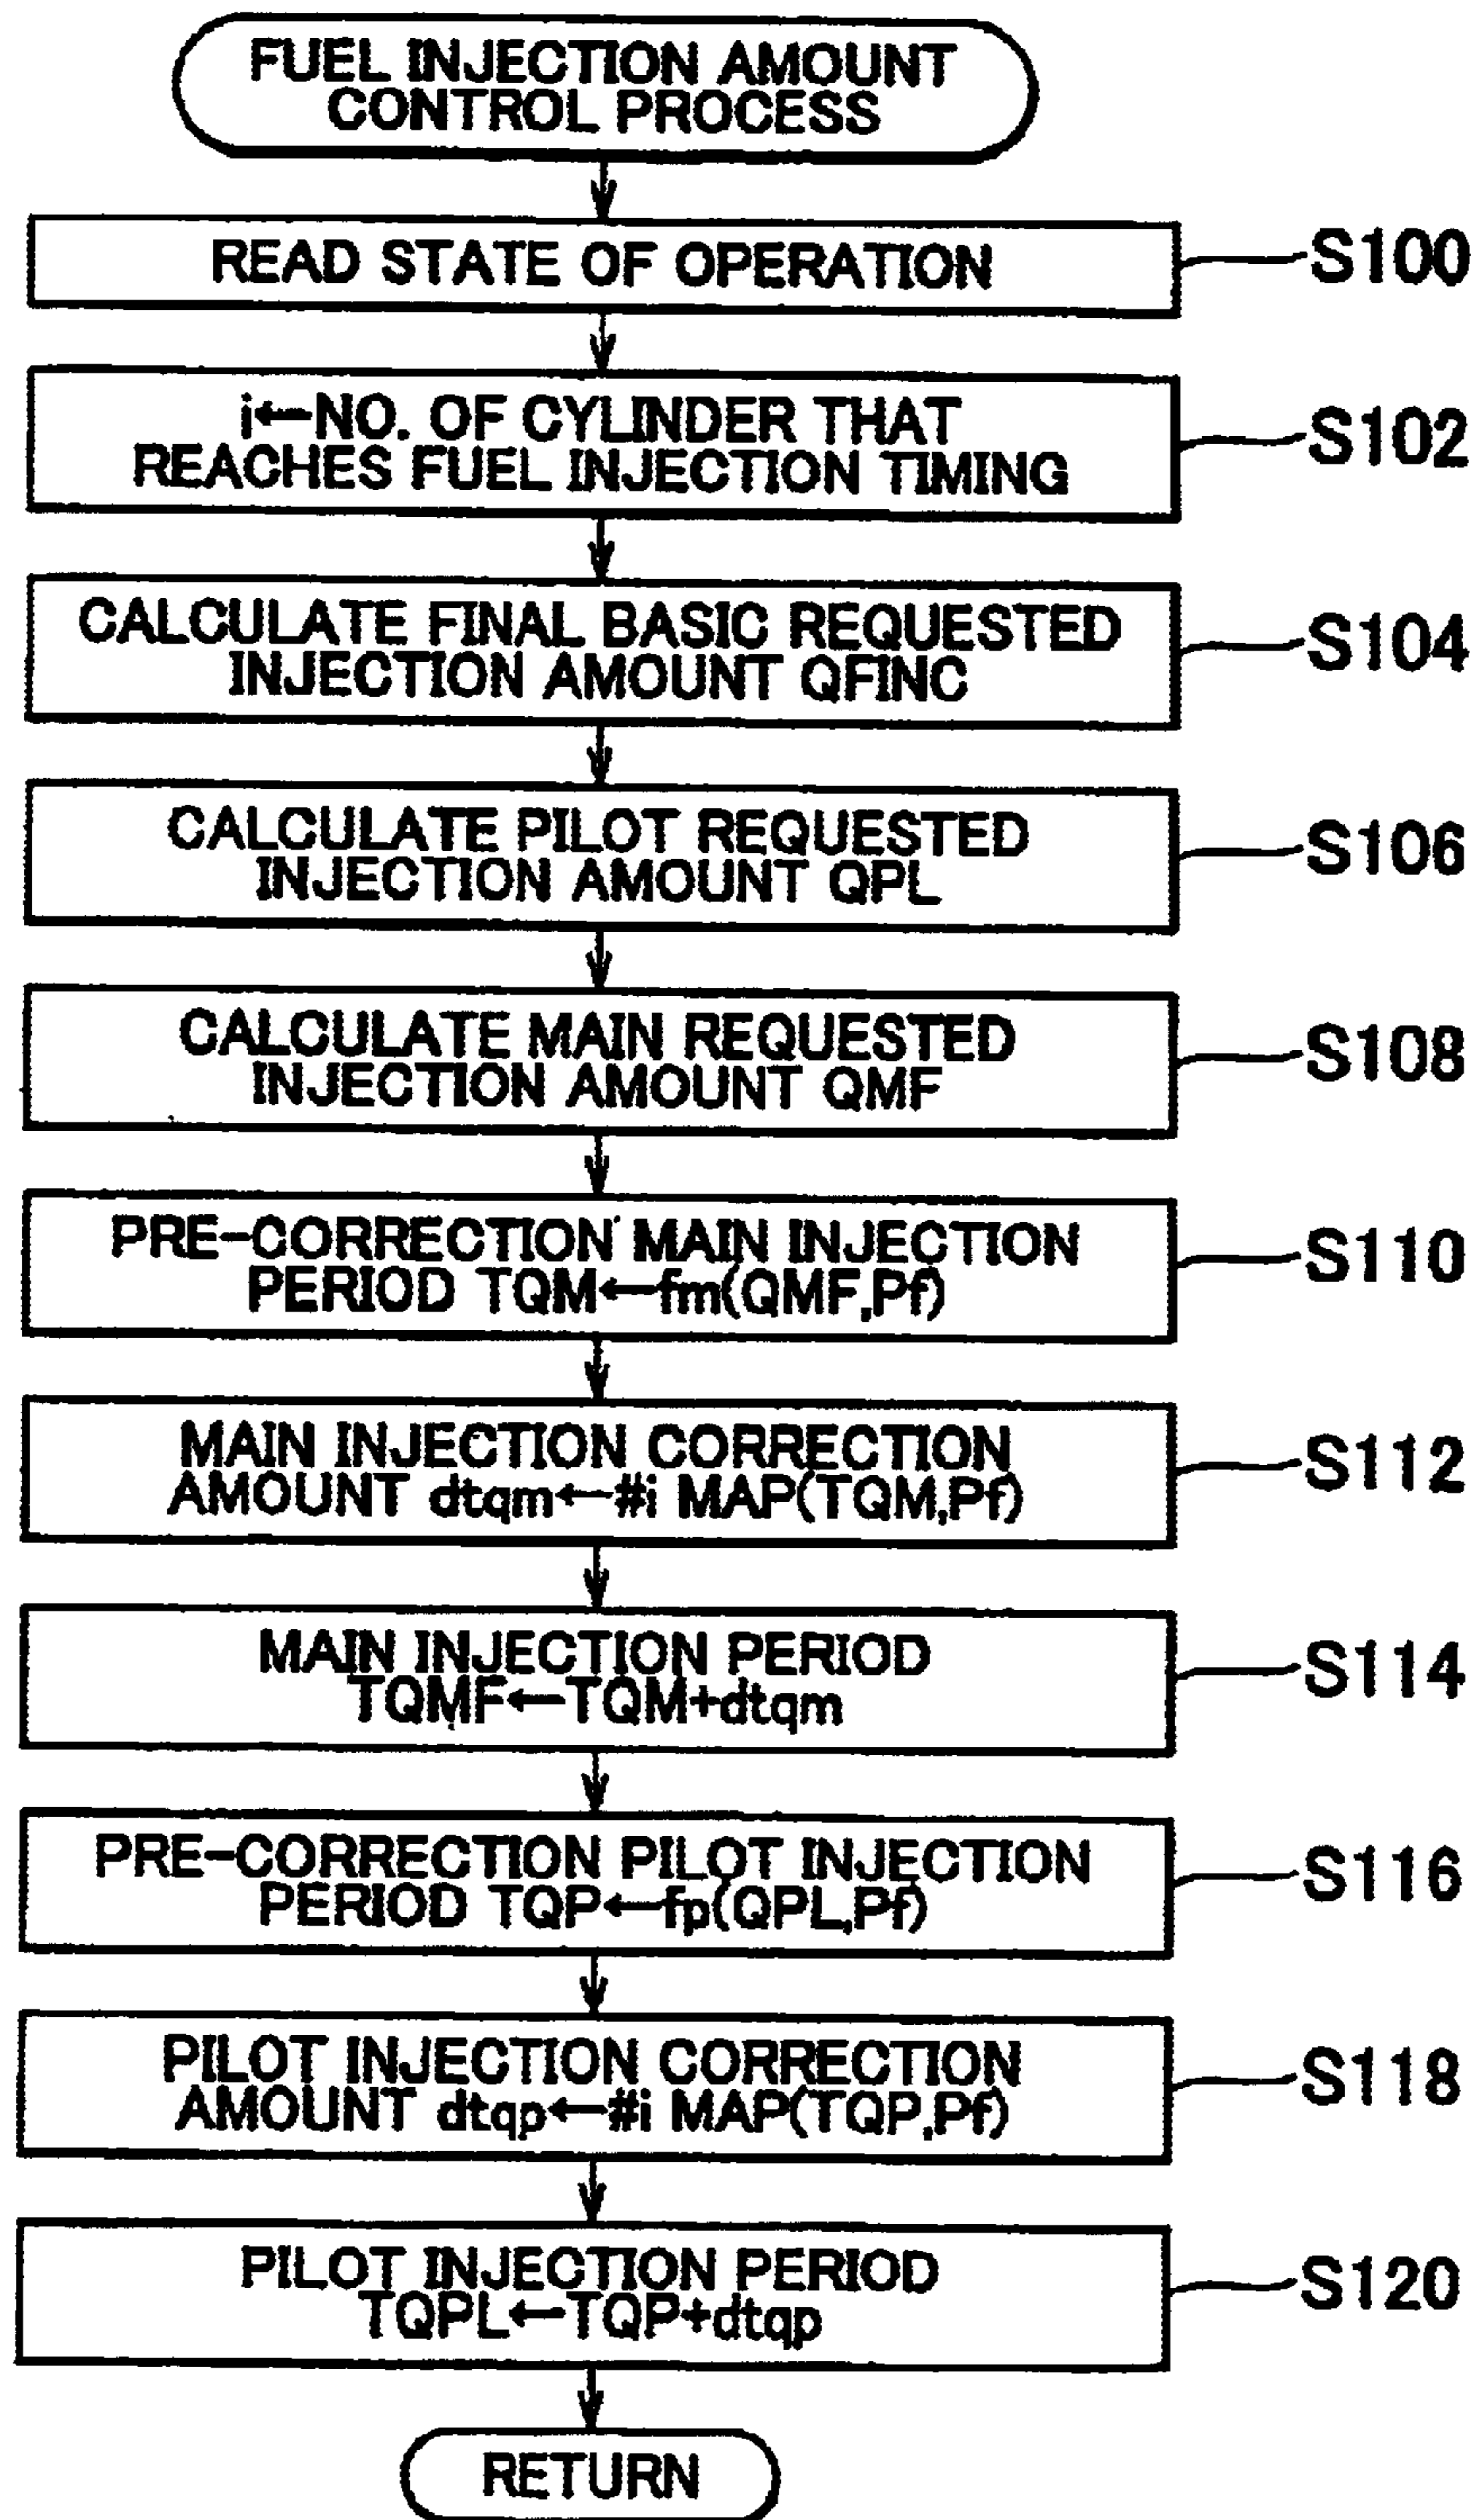 FUEL INJECTION AMOUNT
CONTROL PROCESS
READ STATE OF OPERATION
S100
i←NO. OF CYLINDER THAT
REACHES FUEL INJECTION TIMING
S102
CALCULATE FINAL BASIC REQUESTED
INJECTION AMOUNT QFINC
S104
CALCULATE PILOT REQUESTED
INJECTION AMOUNT QPL
S106
CALCULATE MAIN REQUESTED
INJECTION AMOUNT QMF
S108
PRE-CORRECTION MAIN INJECTION
PERIOD TQM←fm(QMF,Pf)
S110
MAIN INJECTION CORRECTION
AMOUNT dtqm←#i MAP(TQM,Pf)
S112
MAIN INJECTION PERIOD
TQMF←TQM+dtqm
S114
PRE-CORRECTION PILOT INJECTION
PERIOD TQP←fp(QPL,Pf)
S116
PILOT INJECTION CORRECTION
AMOUNT dtqp←#i MAP(TQP,Pf)
S118
PILOT INJECTION PERIOD
TQPL←TQP+dtqp
S120
RETURN